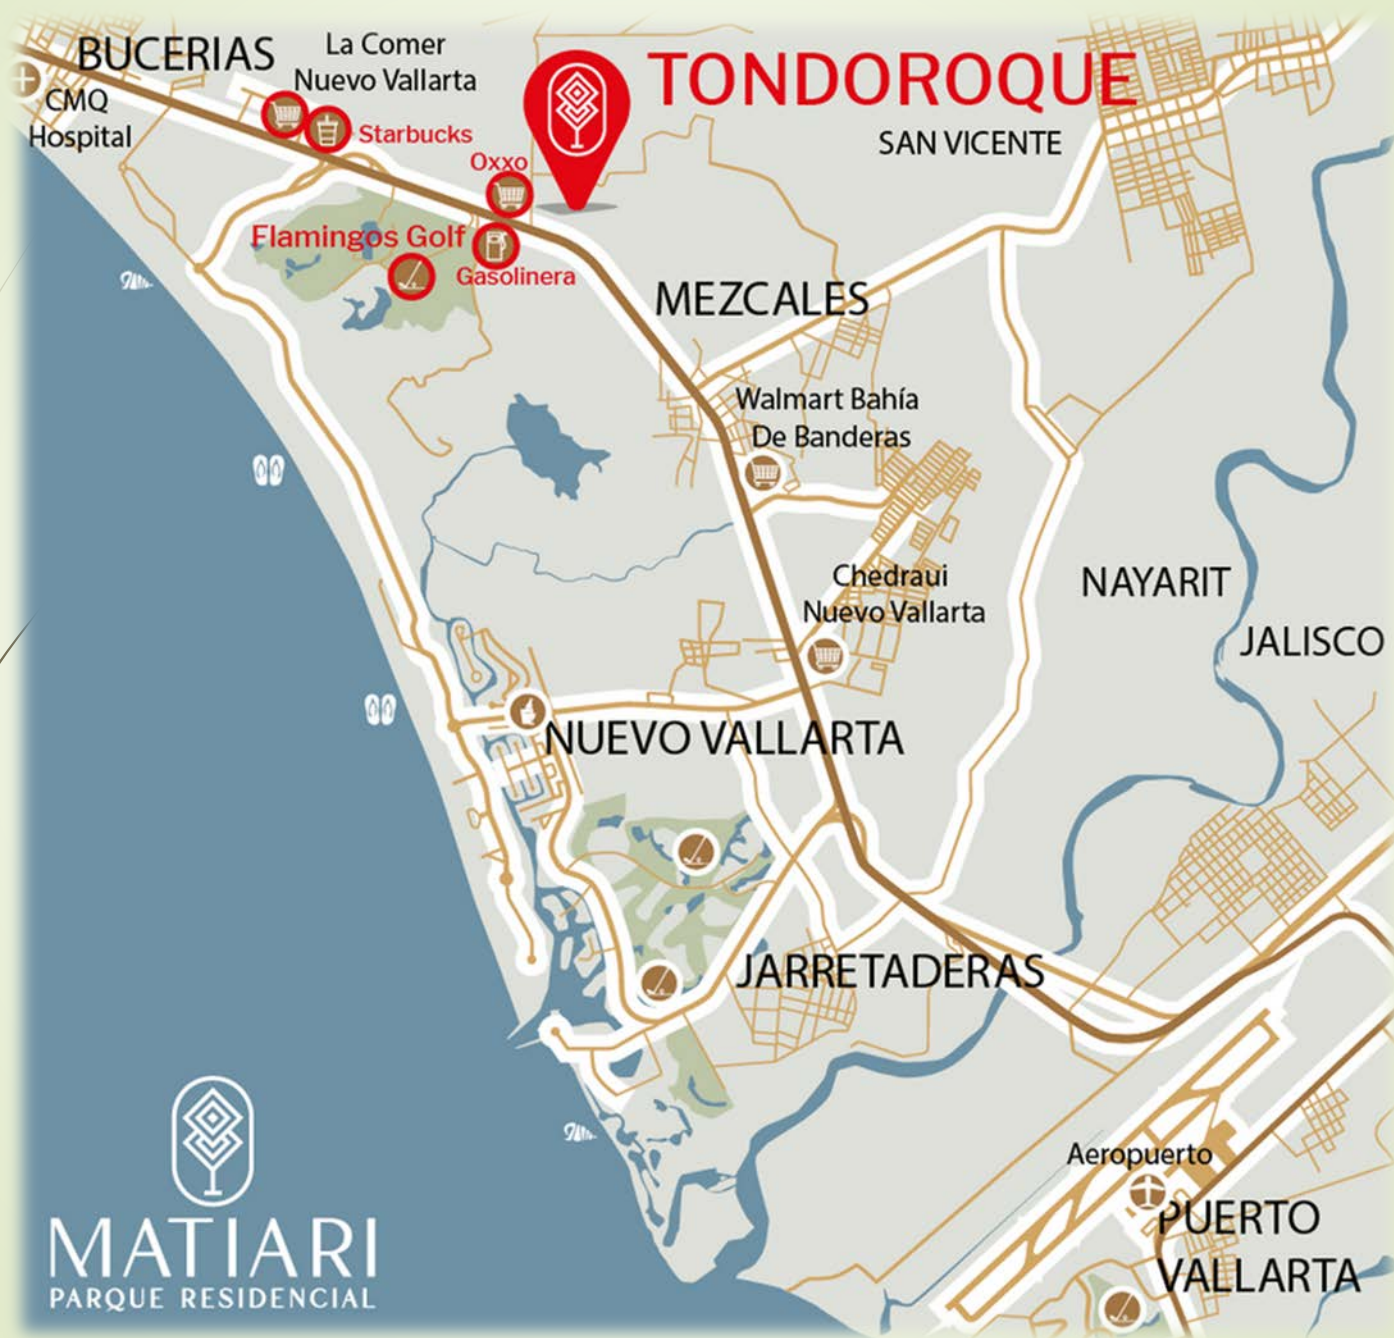 BUCERIAS
La Comer
Nuevo Vallarta
TONDOROQUE
CMQ
Hospital
Starbucks
SAN VICENTE
Oxxo
Flamingos Golf
Gasolinera
MEZCALES
Walmart Bahía
De Banderas
Chedraui
Nuevo Vallarta
NAYARIT
JALISCO
NUEVO VALLARTA
JARRETADERAS
Aeropuerto
PUERTO
VALLARTA
MATIARI
PARQUE RESIDENCIAL